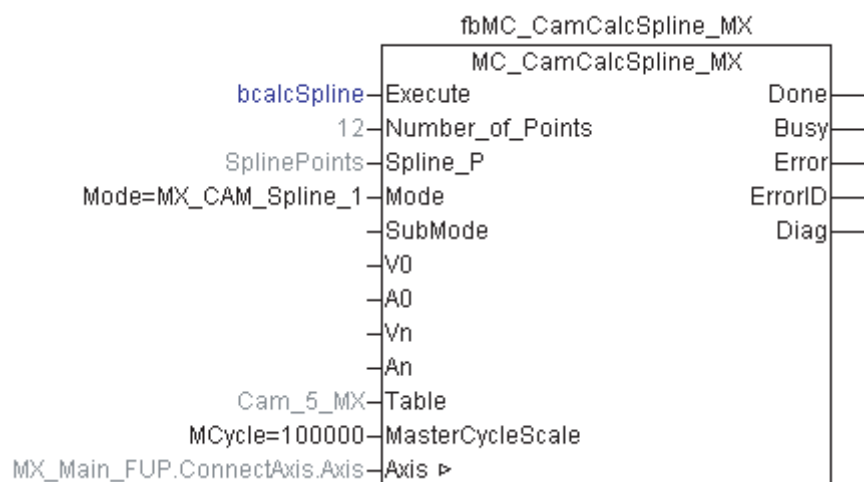 fbMC_CamCalcSpline_MX
MC_CamCalcSpline_MX
bcalcSpline Execute Done
12 Number_of_Points Busy
SplinePoints Spline_P Error
Mode=MX_CAM_Spline_1 Mode ErrorID
SubMode Diag
V0
A0
Vn
An
Cam_5_MX Table
MCycle=100000 MasterCycleScale
MX_Main_FUP.ConnectAxis.Axis Axis ▹